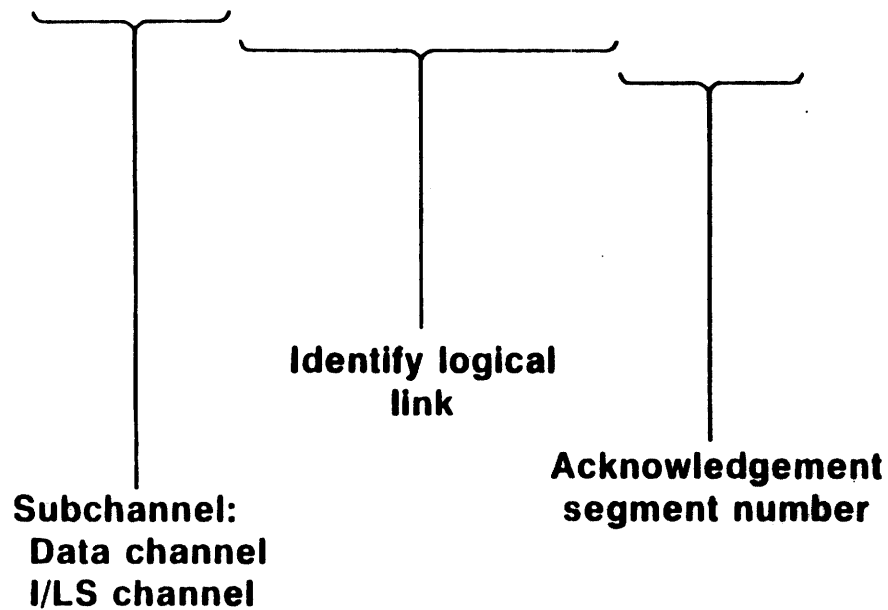 Identify logical
link
Acknowledgement
segment number
Subchannel:
Data channel
I/LS channel